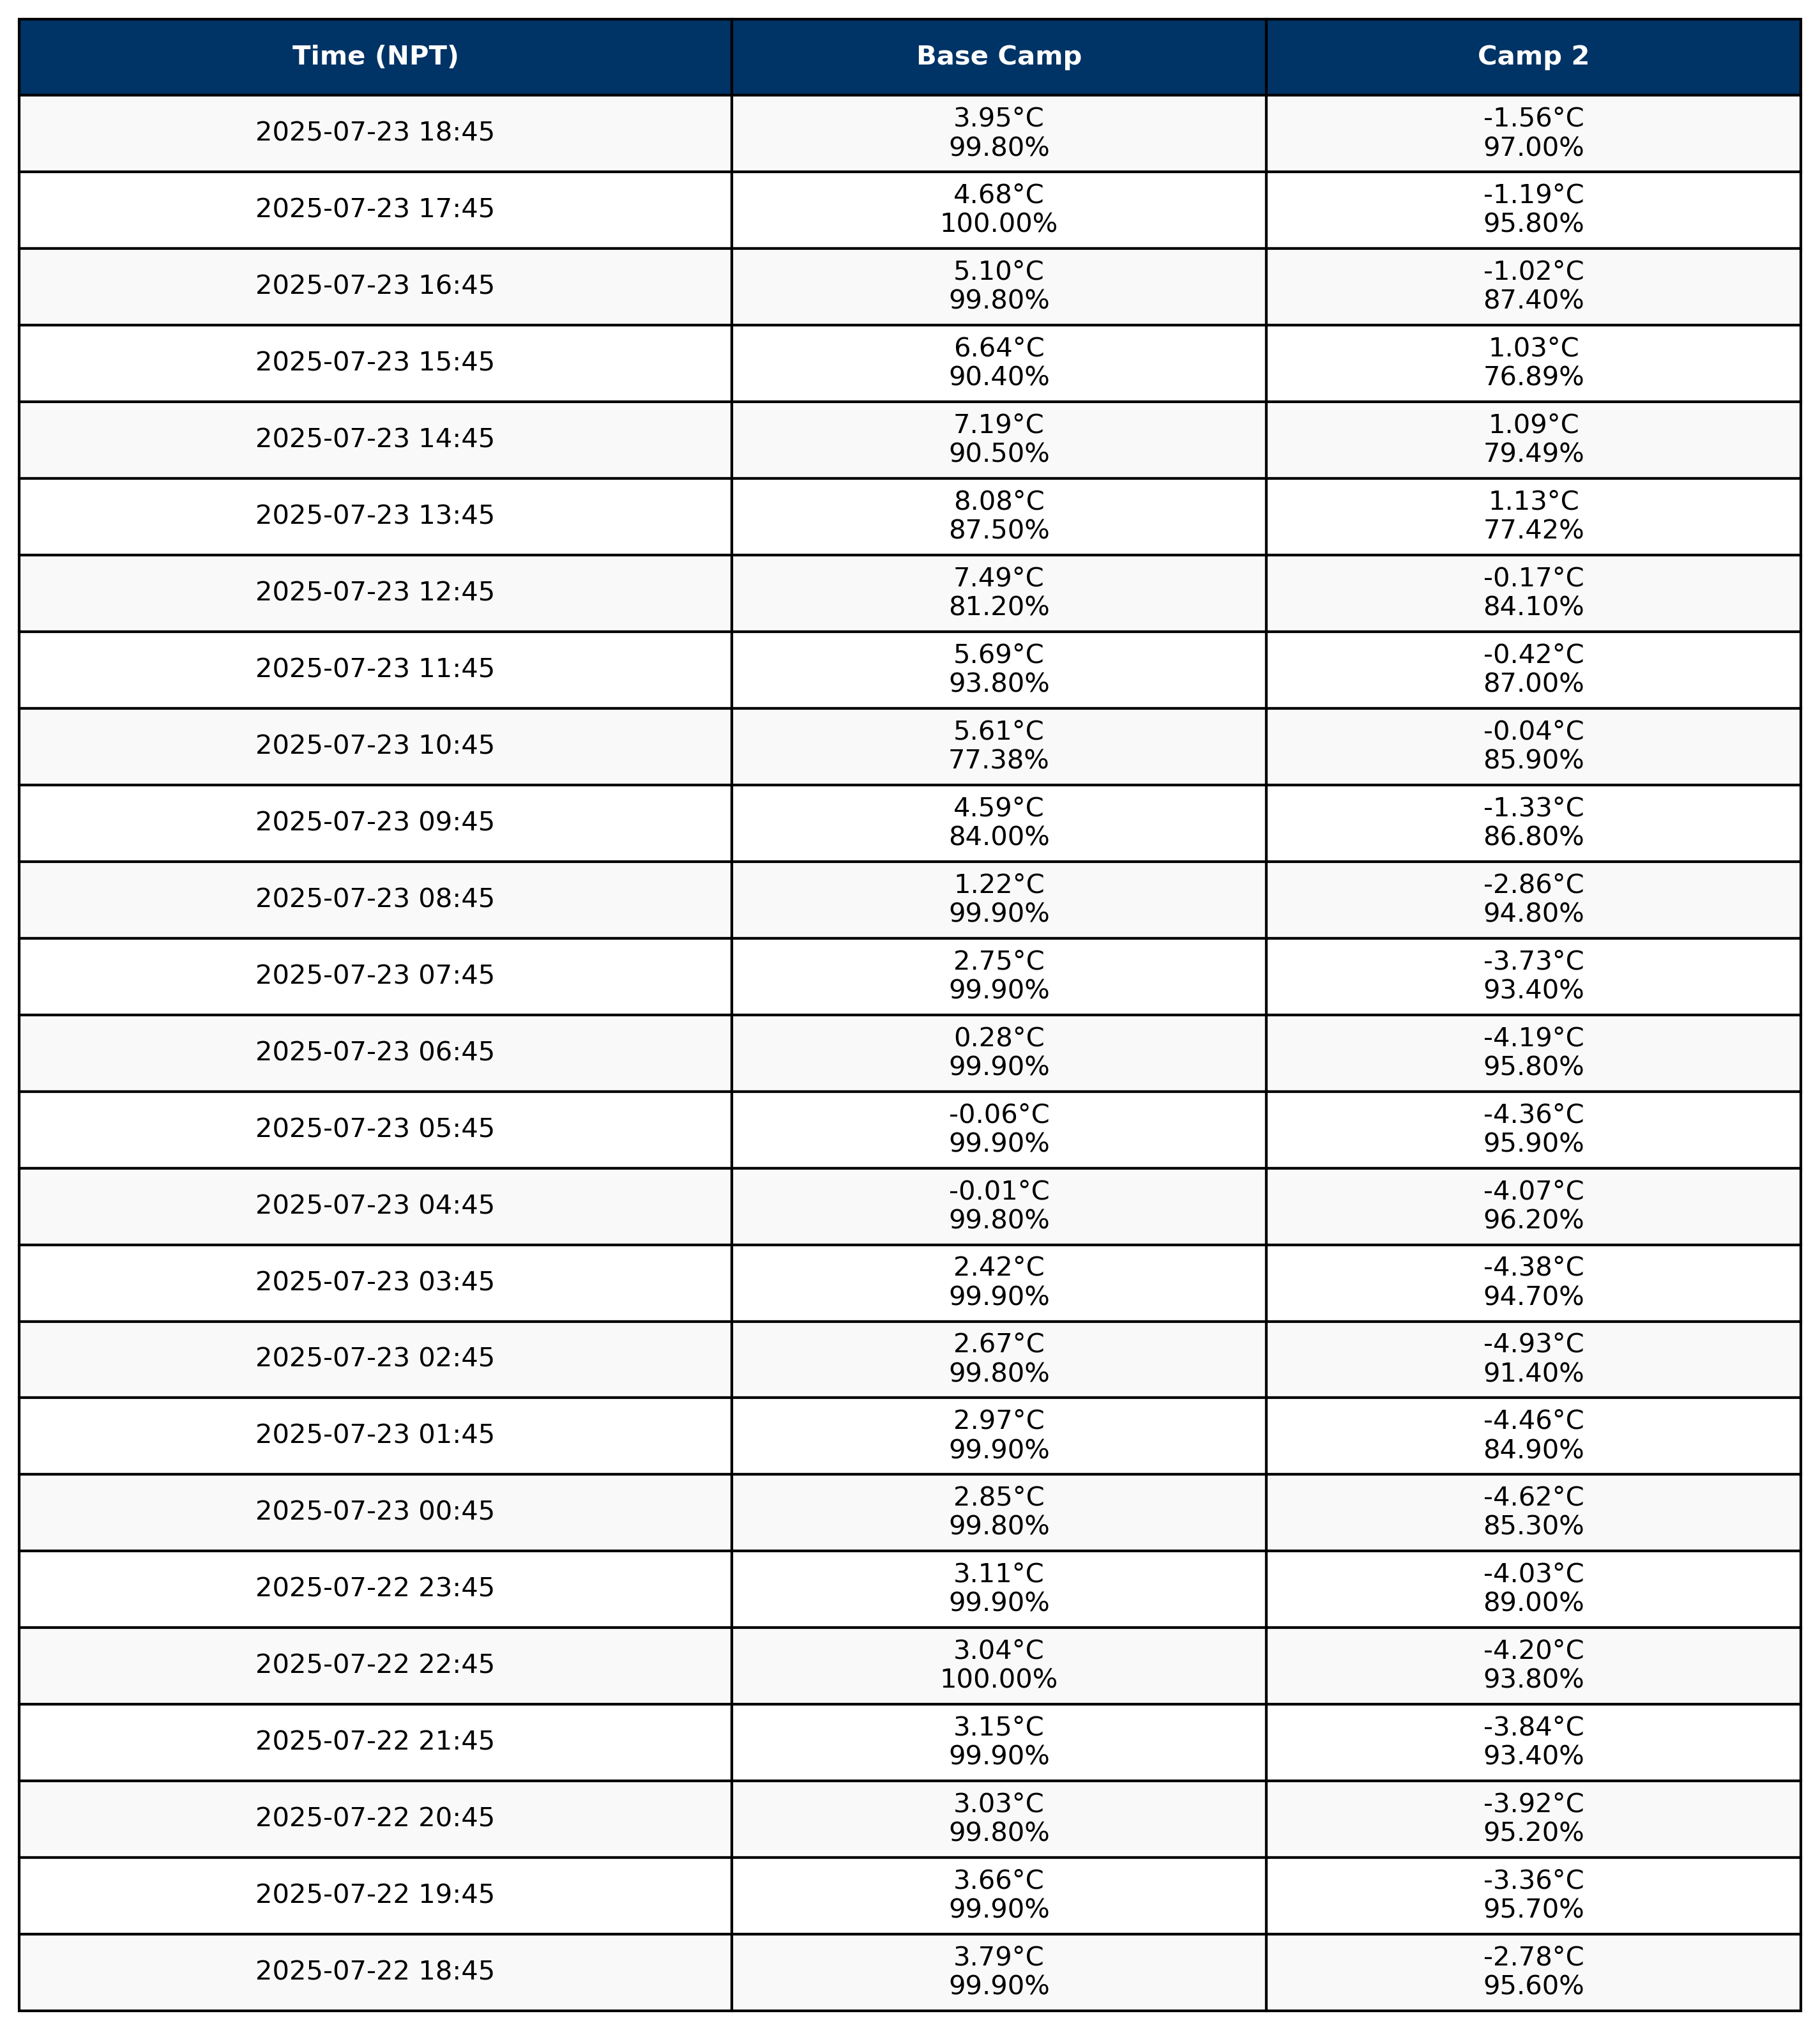 Time (NPT) Base Camp Camp 2
2025-07-23 18:45 3.95°C -1.56°C
99.80% 97.00%
2025-07-23 17:45 4.68°C -1.19°C
100.00% 95.80%
2025-07-23 16:45 5.10°C -1.02°C
99.80% 87.40%
2025-07-23 15:45 6.64°C 1.03°C
90.40% 76.89%
2025-07-23 14:45 7.19°C 1.09°C
90.50% 79.49%
2025-07-23 13:45 8.08°C 1.13°C
87.50% 77.42%
2025-07-23 12:45 7.49°C -0.17°C
81.20% 84.10%
2025-07-23 11:45 5.69°C -0.42°C
93.80% 87.00%
2025-07-23 10:45 5.61°C -0.04°C
77.38% 85.90%
2025-07-23 09:45 4.59°C -1.33°C
84.00% 86.80%
2025-07-23 08:45 1.22°C -2.86°C
99.90% 94.80%
2025-07-23 07:45 2.75°C -3.73°C
99.90% 93.40%
2025-07-23 06:45 0.28°C -4.19°C
99.90% 95.80%
2025-07-23 05:45 -0.06°C -4.36°C
99.90% 95.90%
2025-07-23 04:45 -0.01°C -4.07°C
99.80% 96.20%
2025-07-23 03:45 2.42°C -4.38°C
99.90% 94.70%
2025-07-23 02:45 2.67°C -4.93°C
99.80% 91.40%
2025-07-23 01:45 2.97°C -4.46°C
99.90% 84.90%
2025-07-23 00:45 2.85°C -4.62°C
99.80% 85.30%
2025-07-22 23:45 3.11°C -4.03°C
99.90% 89.00%
2025-07-22 22:45 3.04°C -4.20°C
100.00% 93.80%
2025-07-22 21:45 3.15°C -3.84°C
99.90% 93.40%
2025-07-22 20:45 3.03°C -3.92°C
99.80% 95.20%
2025-07-22 19:45 3.66°C -3.36°C
99.90% 95.70%
2025-07-22 18:45 3.79°C -2.78°C
99.90% 95.60%